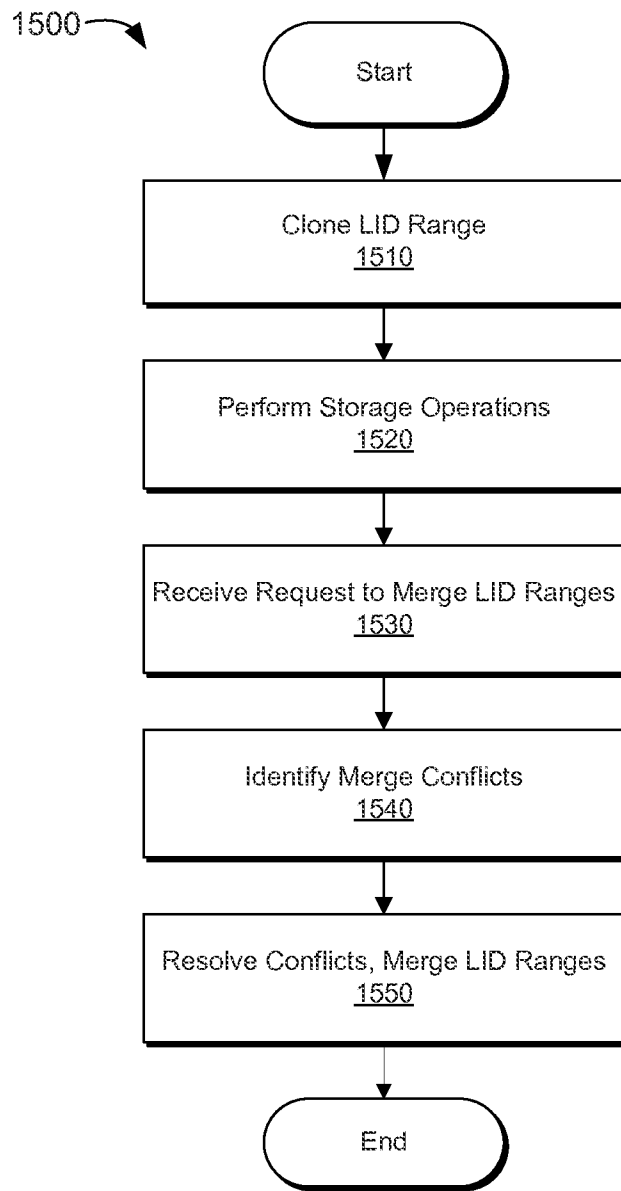 1500
Start
Clone LID Range
1510
Perform Storage Operations
1520
Receive Request to Merge LID Ranges
1530
Identify Merge Conflicts
1540
Resolve Conflicts, Merge LID Ranges
1550
End